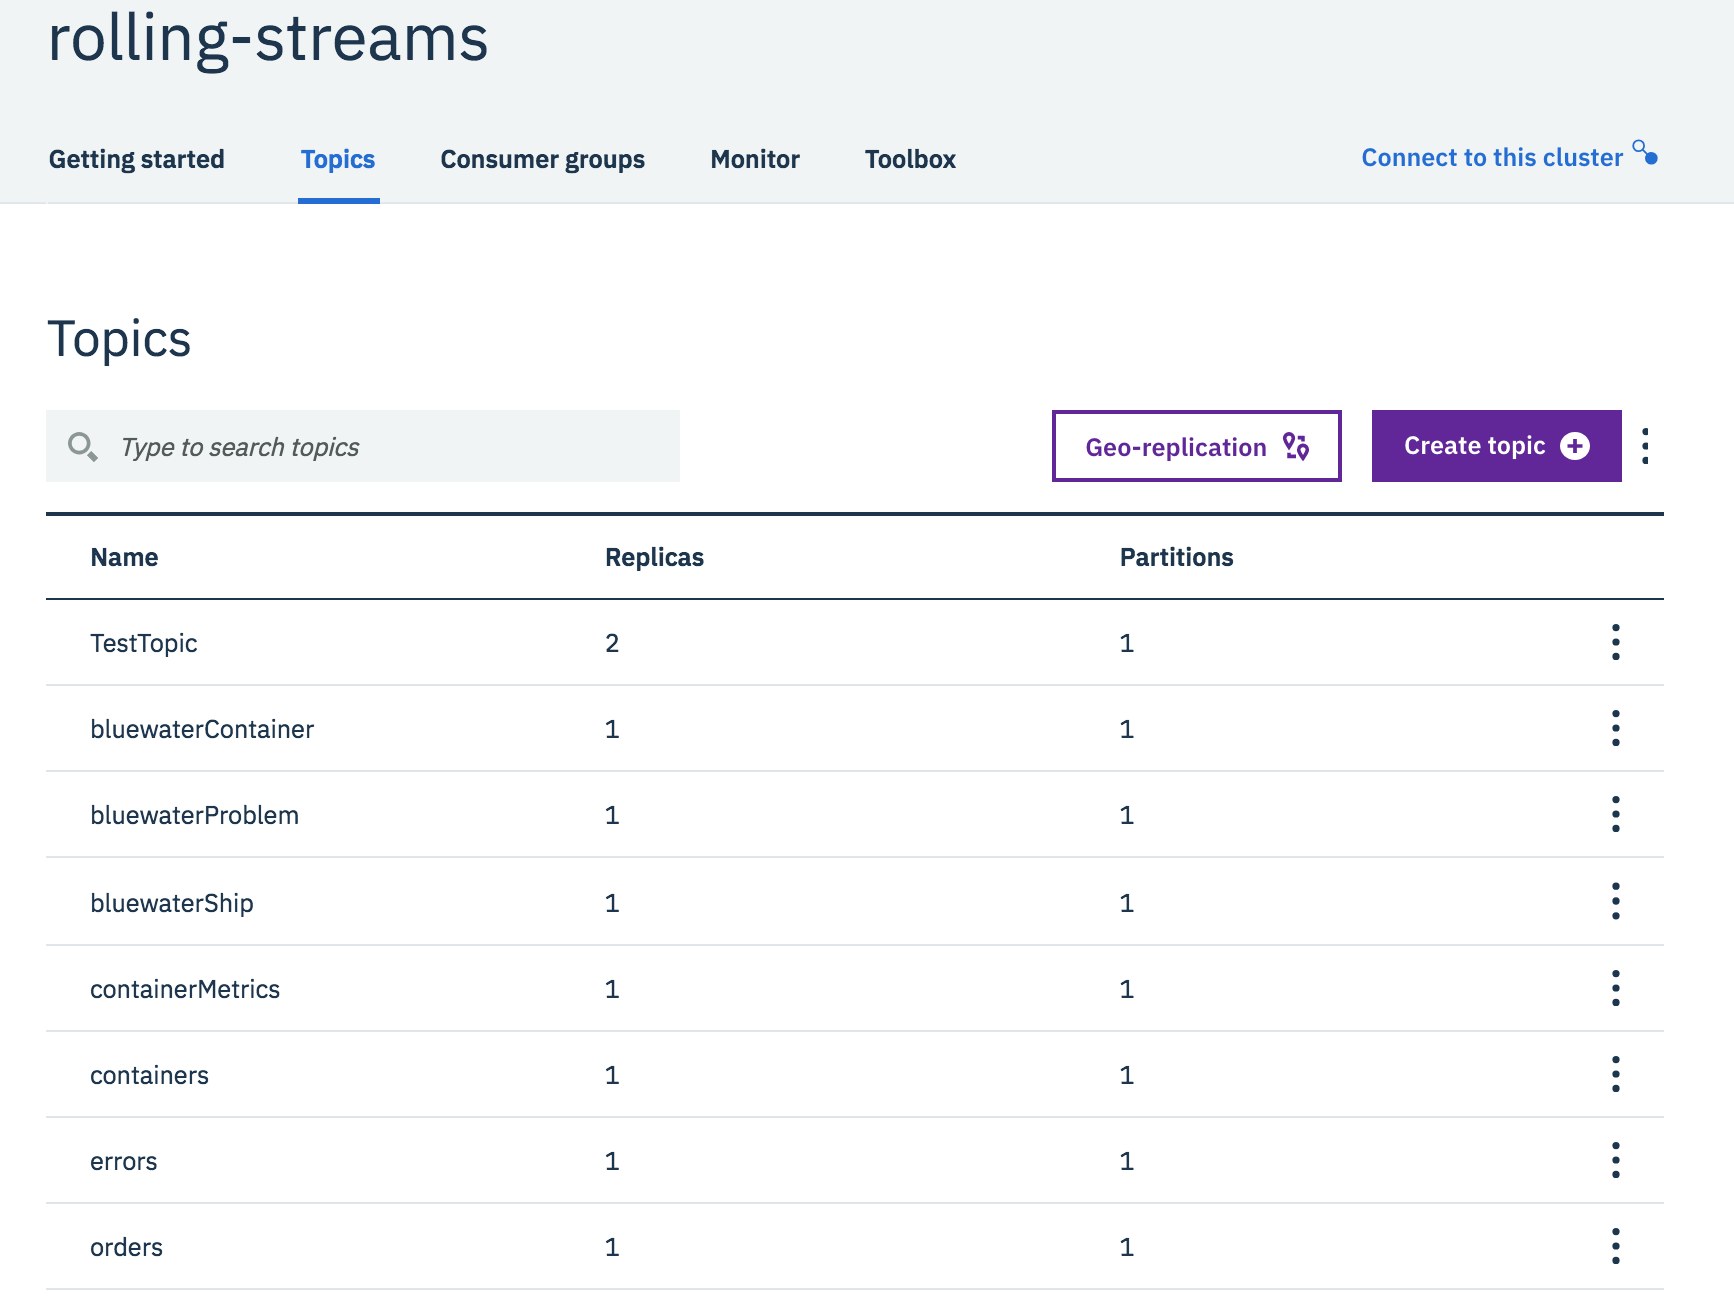 rolling-streams
Getting started Topics Consumer groups Monitor Toolbox Connect to this cluster
Topics
Type to search topics Geo-replication Create topic
Name Replicas Partitions
TestTopic 2 1
bluewaterContainer 1 1
bluewaterProblem 1 1
bluewaterShip 1 1
containerMetrics 1 1
containers 1 1
errors 1 1
orders 1 1